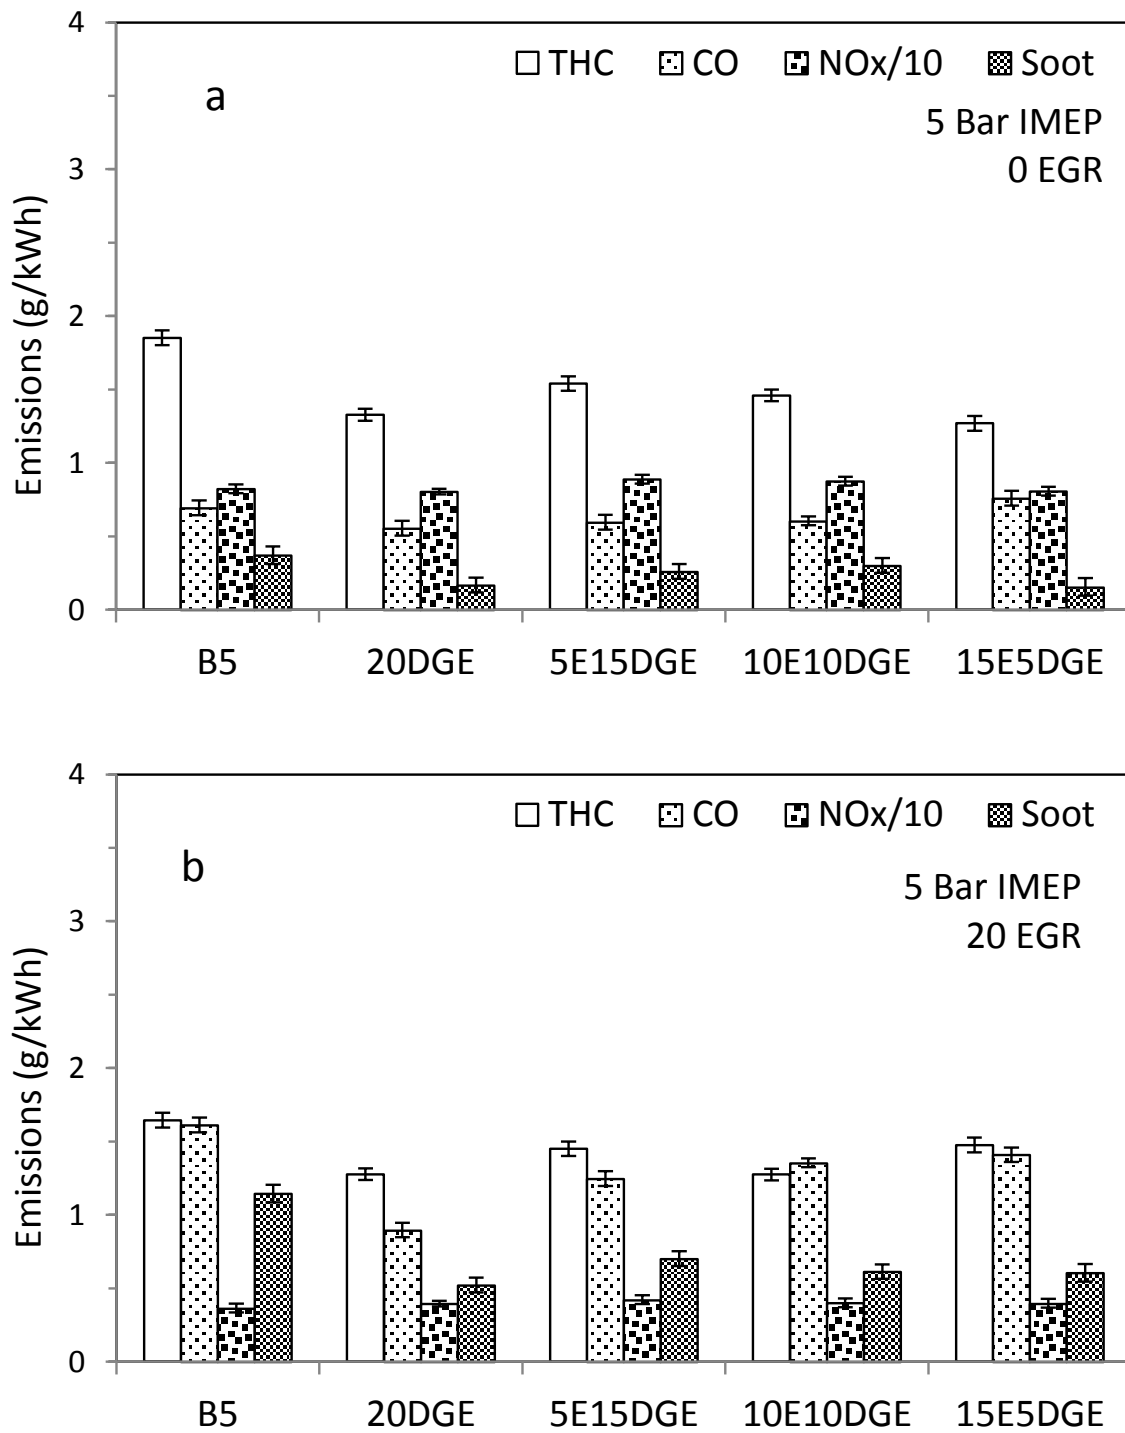 4
THC CO NOx/10 Soot
a
5 Bar IMEP
0 EGR
3
2
1
0
Emissions (g/kWh)
B5 20DGE 5E15DGE 10E10DGE 15E5DGE
4
THC CO NOx/10 Soot
b
5 Bar IMEP
20 EGR
3
2
1
0
Emissions (g/kWh)
B5 20DGE 5E15DGE 10E10DGE 15E5DGE